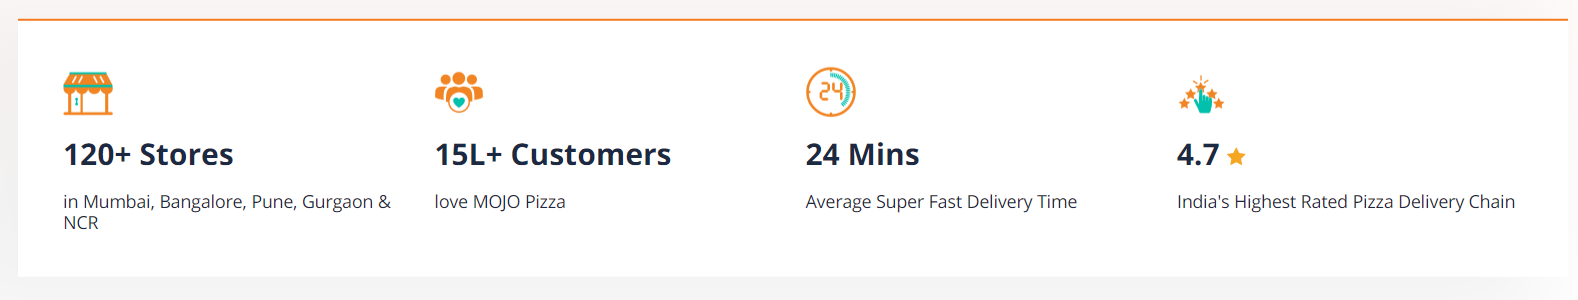 24
120+ Stores
in Mumbai, Bangalore, Pune, Gurgaon &
NCR
15L+ Customers
love MOJO Pizza
24 Mins
Average Super Fast Delivery Time
4.7
India's Highest Rated Pizza Delivery Chain